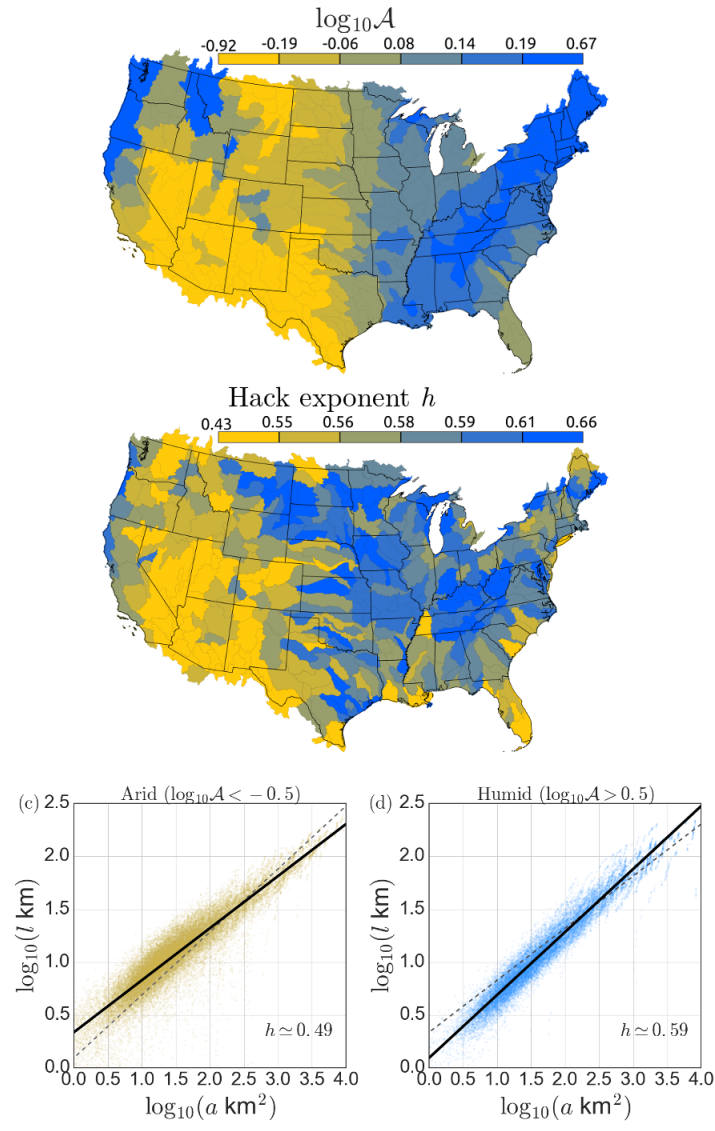 log₁₀𝒜
-0.92 -0.19 -0.06 0.08 0.14 0.19 0.67
Hack exponent h
0.43 0.55 0.56 0.58 0.59 0.61 0.66
(c) Arid (log₁₀𝒜 < −0.5)
2.5
2.0
1.5
1.0
0.5
0.0
log₁₀(l km)
h ≃ 0.49
0.0 0.5 1.0 1.5 2.0 2.5 3.0 3.5 4.0
log₁₀(a km²)
(d) Humid (log₁₀𝒜 > 0.5)
2.5
2.0
1.5
1.0
0.5
0.0
log₁₀(l km)
h ≃ 0.59
0.0 0.5 1.0 1.5 2.0 2.5 3.0 3.5 4.0
log₁₀(a km²)